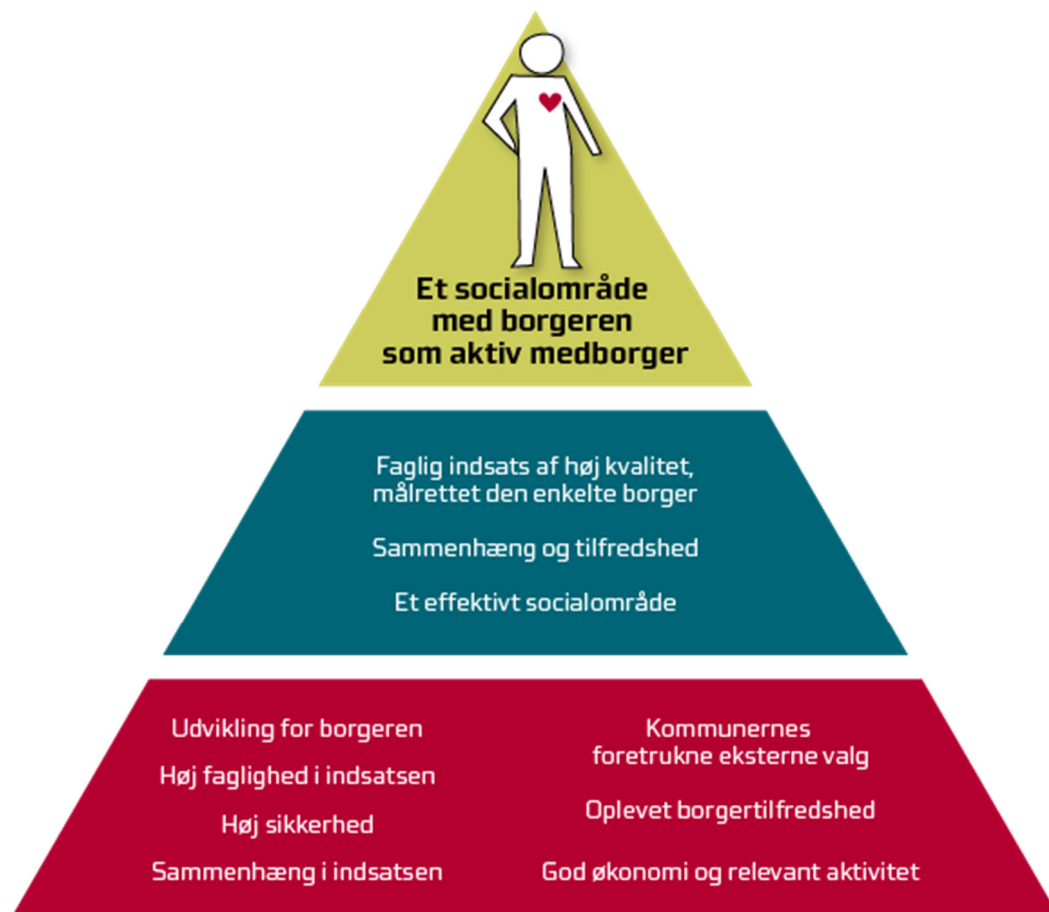 Et socialområde
med borgeren
som aktiv medborger
Faglig indsats af høj kvalitet,
målrettet den enkelte borger
Sammenhæng og tilfredshed
Et effektivt socialområde
Udvikling for borgeren
Høj faglighed i indsatsen
Høj sikkerhed
Sammenhæng i indsatsen
Kommunernes
foretrukne eksterne valg
Oplevet borgertilfredshed
God økonomi og relevant aktivitet